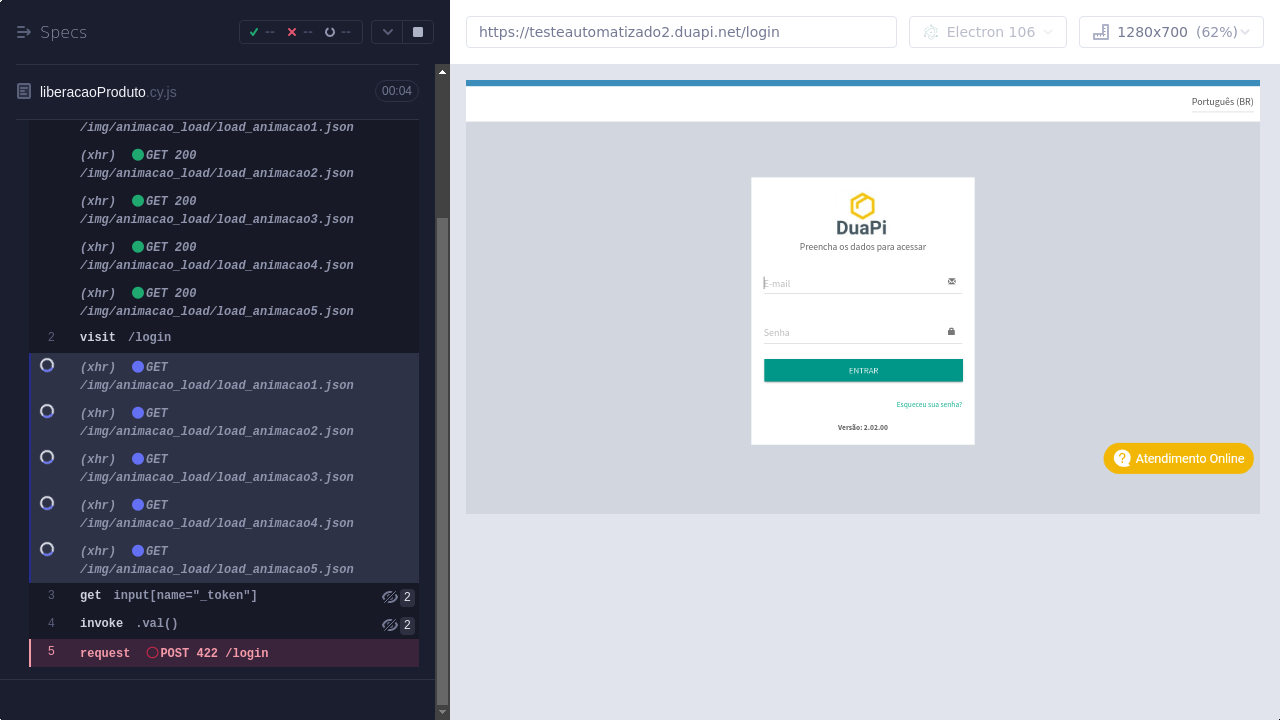 Specs
--
--
--
liberacaoProduto.cy.js
00:04
/img/animacao_load/load_animacao1.json
(xhr) GET 200
/img/animacao_load/load_animacao2.json
(xhr) GET 200
/img/animacao_load/load_animacao3.json
(xhr) GET 200
/img/animacao_load/load_animacao4.json
(xhr) GET 200
/img/animacao_load/load_animacao5.json
2 visit /login
(xhr) GET
/img/animacao_load/load_animacao1.json
(xhr) GET
/img/animacao_load/load_animacao2.json
(xhr) GET
/img/animacao_load/load_animacao3.json
(xhr) GET
/img/animacao_load/load_animacao4.json
(xhr) GET
/img/animacao_load/load_animacao5.json
3 get input[name="_token"] 2
4 invoke .val() 2
5 request POST 422 /login
https://testeautomatizado2.duapi.net/login
Electron 106
1280x700 (62%)
Português (BR)
DuaPi
Preencha os dados para acessar
E-mail
Senha
ENTRAR
Esqueceu sua senha?
Versão: 2.02.00
Atendimento Online